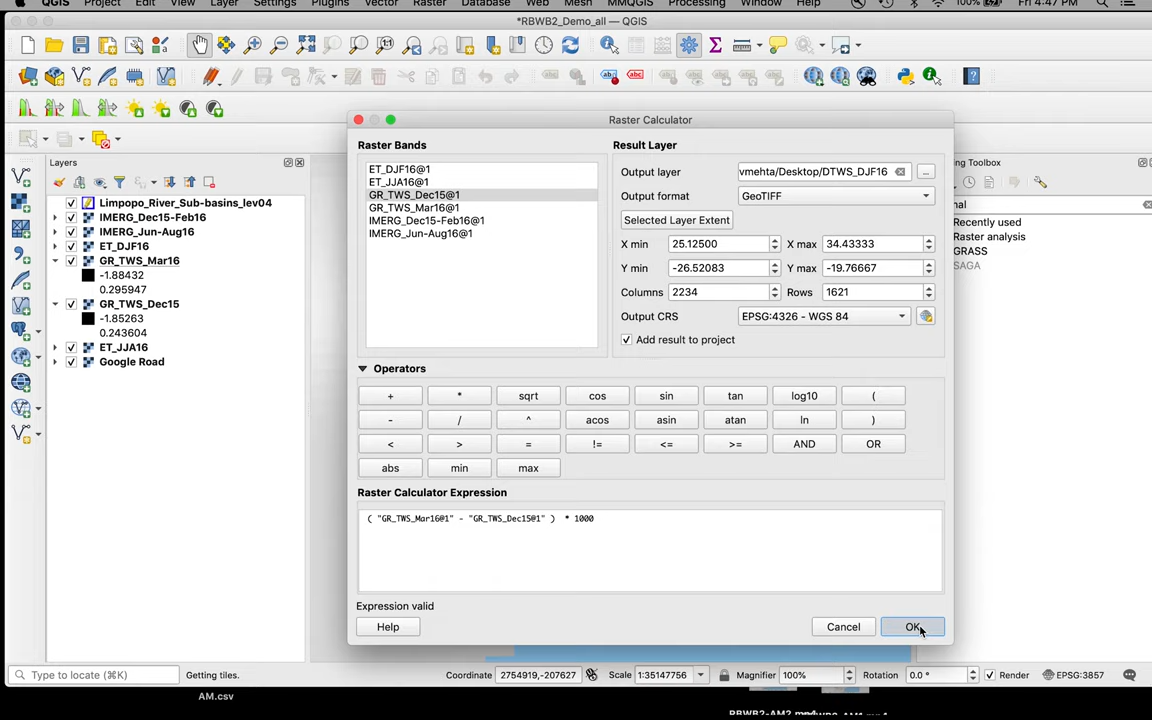 QGIS Project Edit View Layer Settings Plugins Vector Raster Database Web Mesh MMQGIS Processing Window Help 100% Fri 4:47 PM
*RBWB2_Demo_all — QGIS
Layers
Limpopo_River_Sub-basins_lev04
IMERG_Dec15-Feb16
IMERG_Jun-Aug16
ET_DJF16
GR_TWS_Mar16
-1.88432
0.295947
GR_TWS_Dec15
-1.85263
0.243604
ET_JJA16
Google Road
Raster Calculator
Raster Bands
ET_DJF16@1
ET_JJA16@1
GR_TWS_Dec15@1
GR_TWS_Mar16@1
IMERG_Dec15-Feb16@1
IMERG_Jun-Aug16@1
Result Layer
Output layer vmehta/Desktop/DTWS_DJF16 ...
Output format GeoTIFF
Selected Layer Extent
X min 25.12500 X max 34.43333
Y min -26.52083 Y max -19.76667
Columns 2234 Rows 1621
Output CRS EPSG:4326 - WGS 84
Add result to project
Operators
+ * sqrt cos sin tan log10 (
- / ^ acos asin atan ln )
< > = != <= >= AND OR
abs min max
Raster Calculator Expression
( "GR_TWS_Mar16@1" - "GR_TWS_Dec15@1" ) * 1000
Expression valid
Help Cancel OK
ing Toolbox
nal
Recently used
Raster analysis
GRASS
SAGA
Type to locate (⌘K) Getting tiles. Coordinate 2754919,-207627 Scale 1:35147756 Magnifier 100% Rotation 0.0 ° Render EPSG:3857
AM.csv